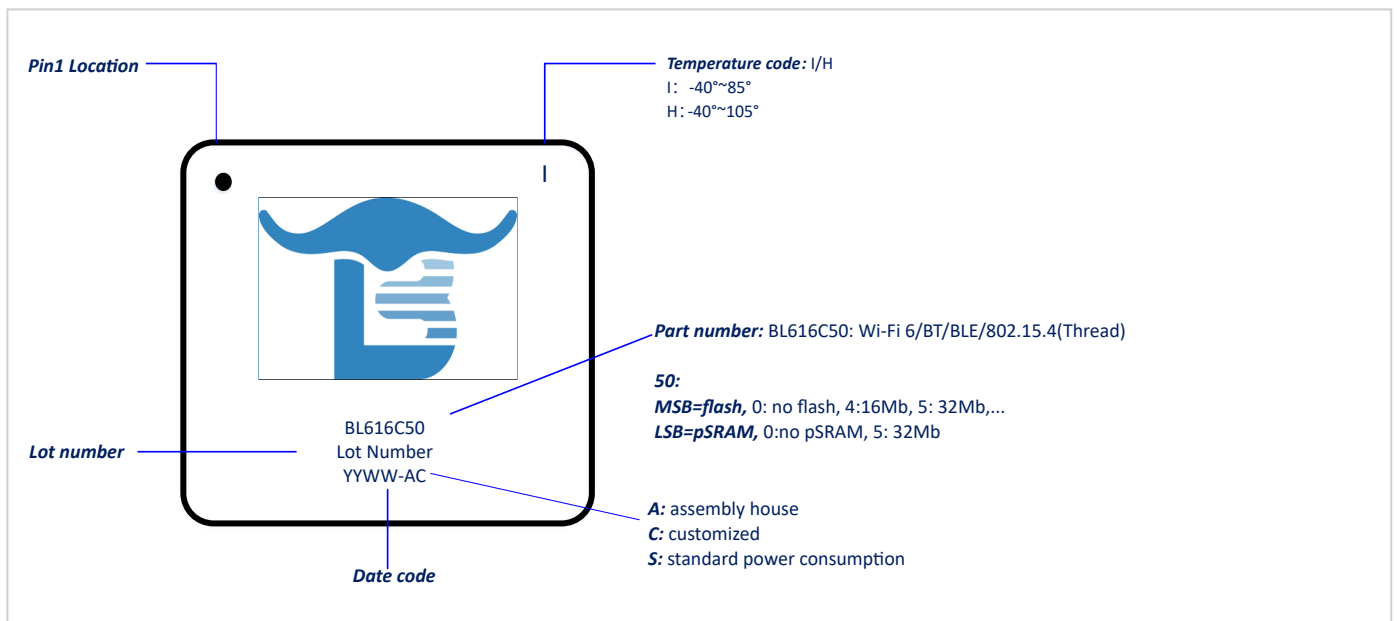 Pin1 Location
Temperature code: I/H
I: -40°~85°
H: -40°~105°
I
Part number: BL616C50: Wi-Fi 6/BT/BLE/802.15.4(Thread)
50:
MSB=flash, 0: no flash, 4:16Mb, 5: 32Mb,...
LSB=pSRAM, 0:no pSRAM, 5: 32Mb
BL616C50
Lot Number
YYWW-AC
Lot number
A: assembly house
C: customized
S: standard power consumption
Date code